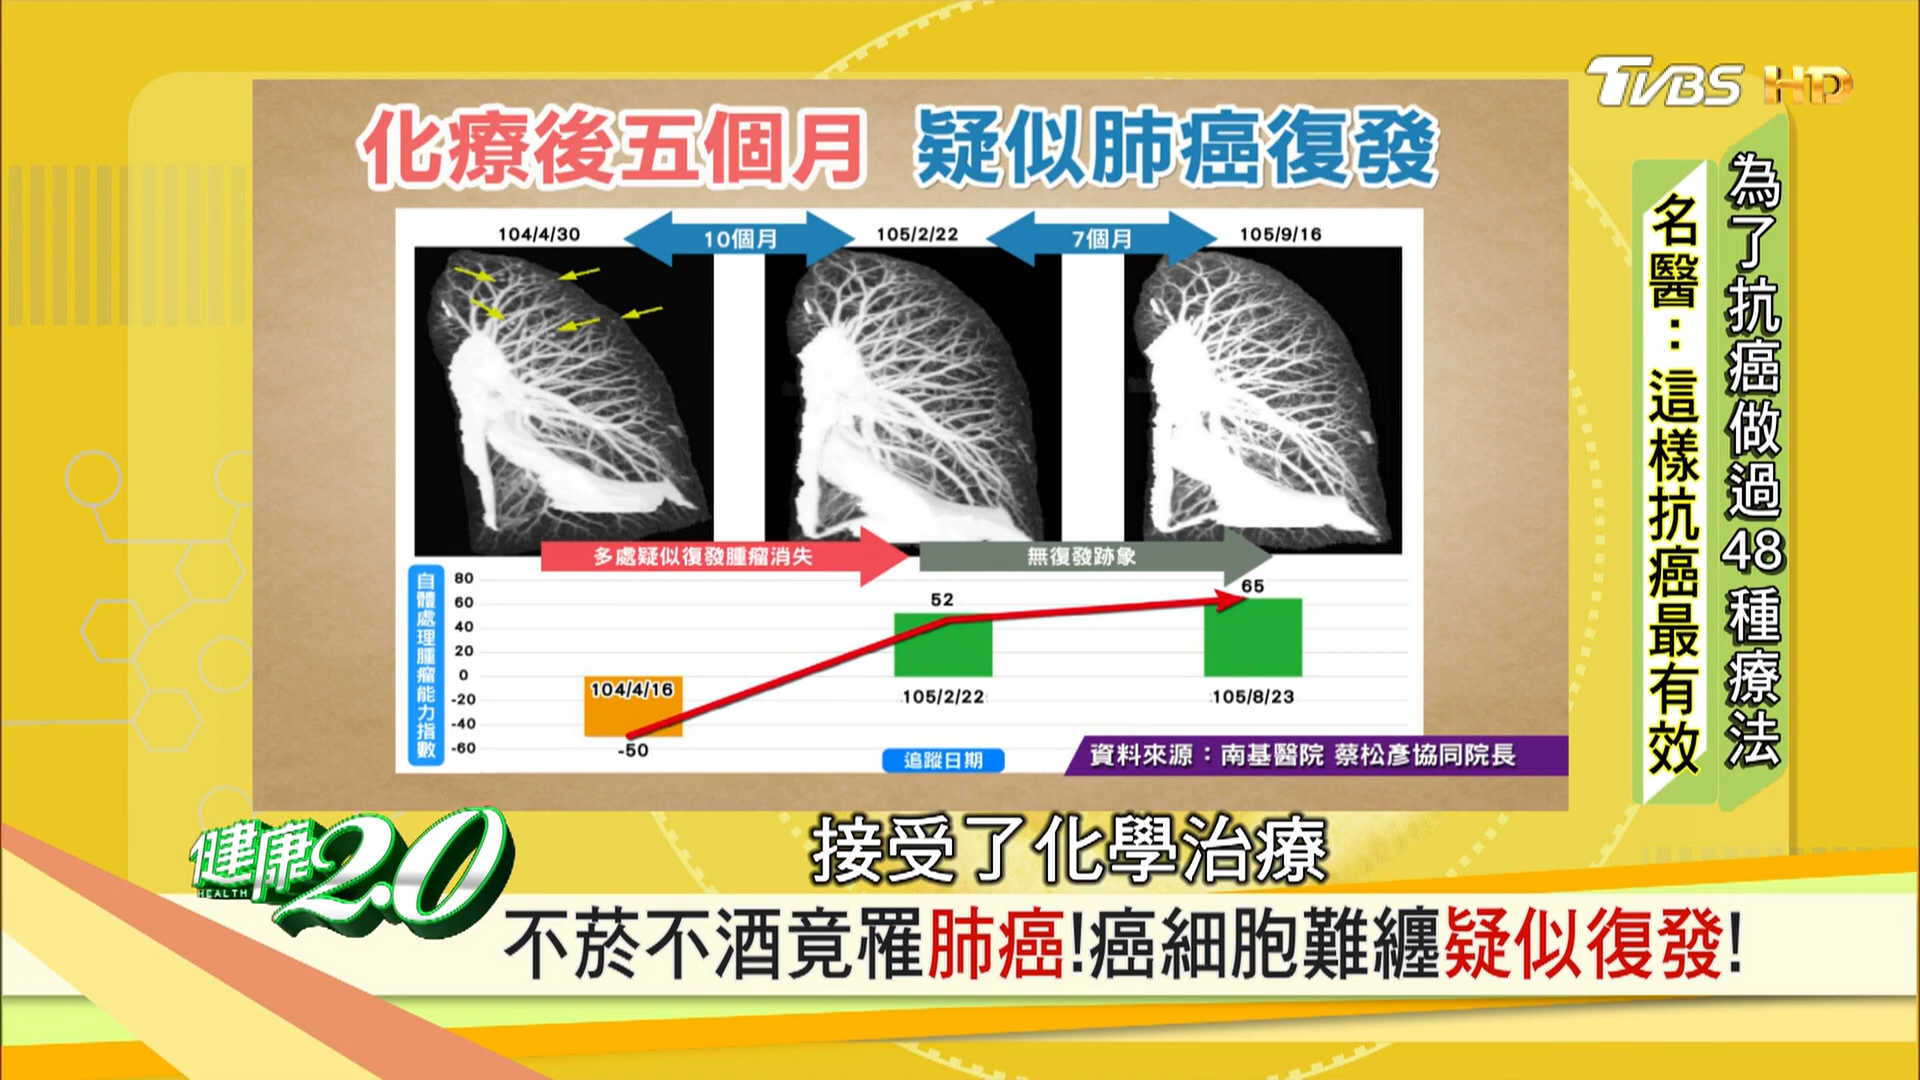 TVBS HD
化療後五個月 疑似肺癌復發
104/4/30
10個月
105/2/22
7個月
105/9/16
多處疑似復發腫瘤消失
無復發跡象
自體處理腫瘤能力指數
80
60
40
20
0
-20
-40
-60
104/4/16
-50
52
105/2/22
65
105/8/23
追蹤日期
資料來源：南基醫院 蔡松彥協同院長
為了抗癌做過48種療法
名醫：這樣抗癌最有效
接受了化學治療
健康2.0
HEALTH
不菸不酒竟罹肺癌!癌細胞難纏疑似復發!